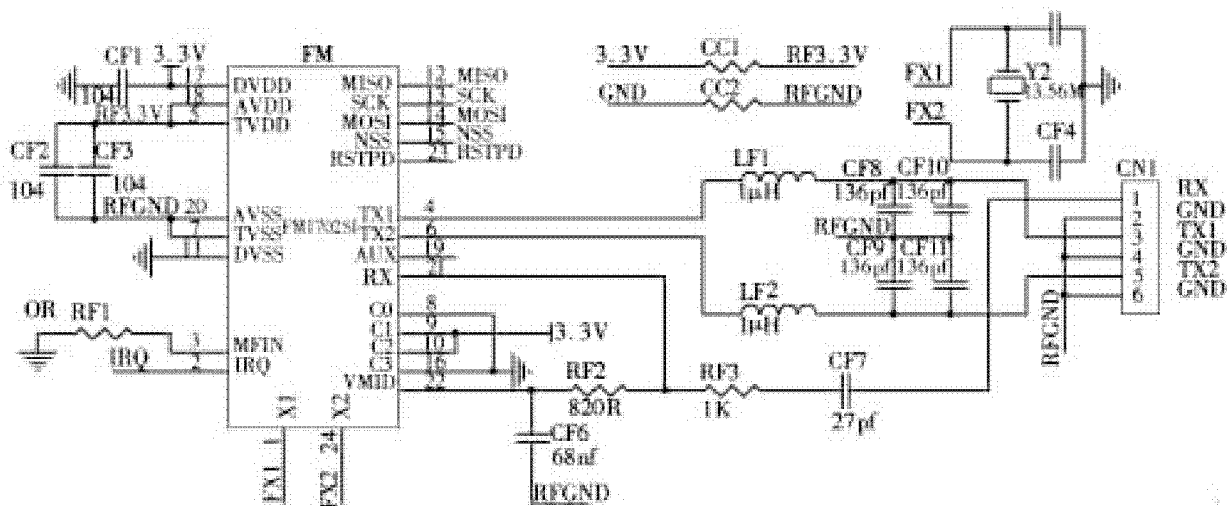 CF1 3.3V
104
17 DVDD
18 AVDD
RF3.3V 5 TVDD
CF2 CF3
104 104
RFGND 20 AVSS
7 TVSS
11 DVSS
OR RF1
3 MFIN
IRQ 2 IRQ
FM
MISO 12 MISO
SCK 13 SCK
MOSI 14 MOSI
NSS 15 NSS
RSTPD 23 RSTPD
TX1 4
TX2 6
AUX 19
RX 21
C0 8
C1 9
C2 10
C3 16
VMID 22
3.3V
X1 X2
1 24
FX1 FX2
3.3V CC1 RF3.3V
GND CC2 RFGND
FX1
FX2
Y2
13.56M
CF4
LF1
1μH
CF8 CF10
136pf 136pf
RFGND
CF9 CF11
136pf 136pf
LF2
1μH
RF2
820R
RF3
1K
CF7
27pf
CF6
68nf
RFGND
CN1
1 RX
2 GND
3 TX1
4 GND
5 TX2
6 GND
RFGND